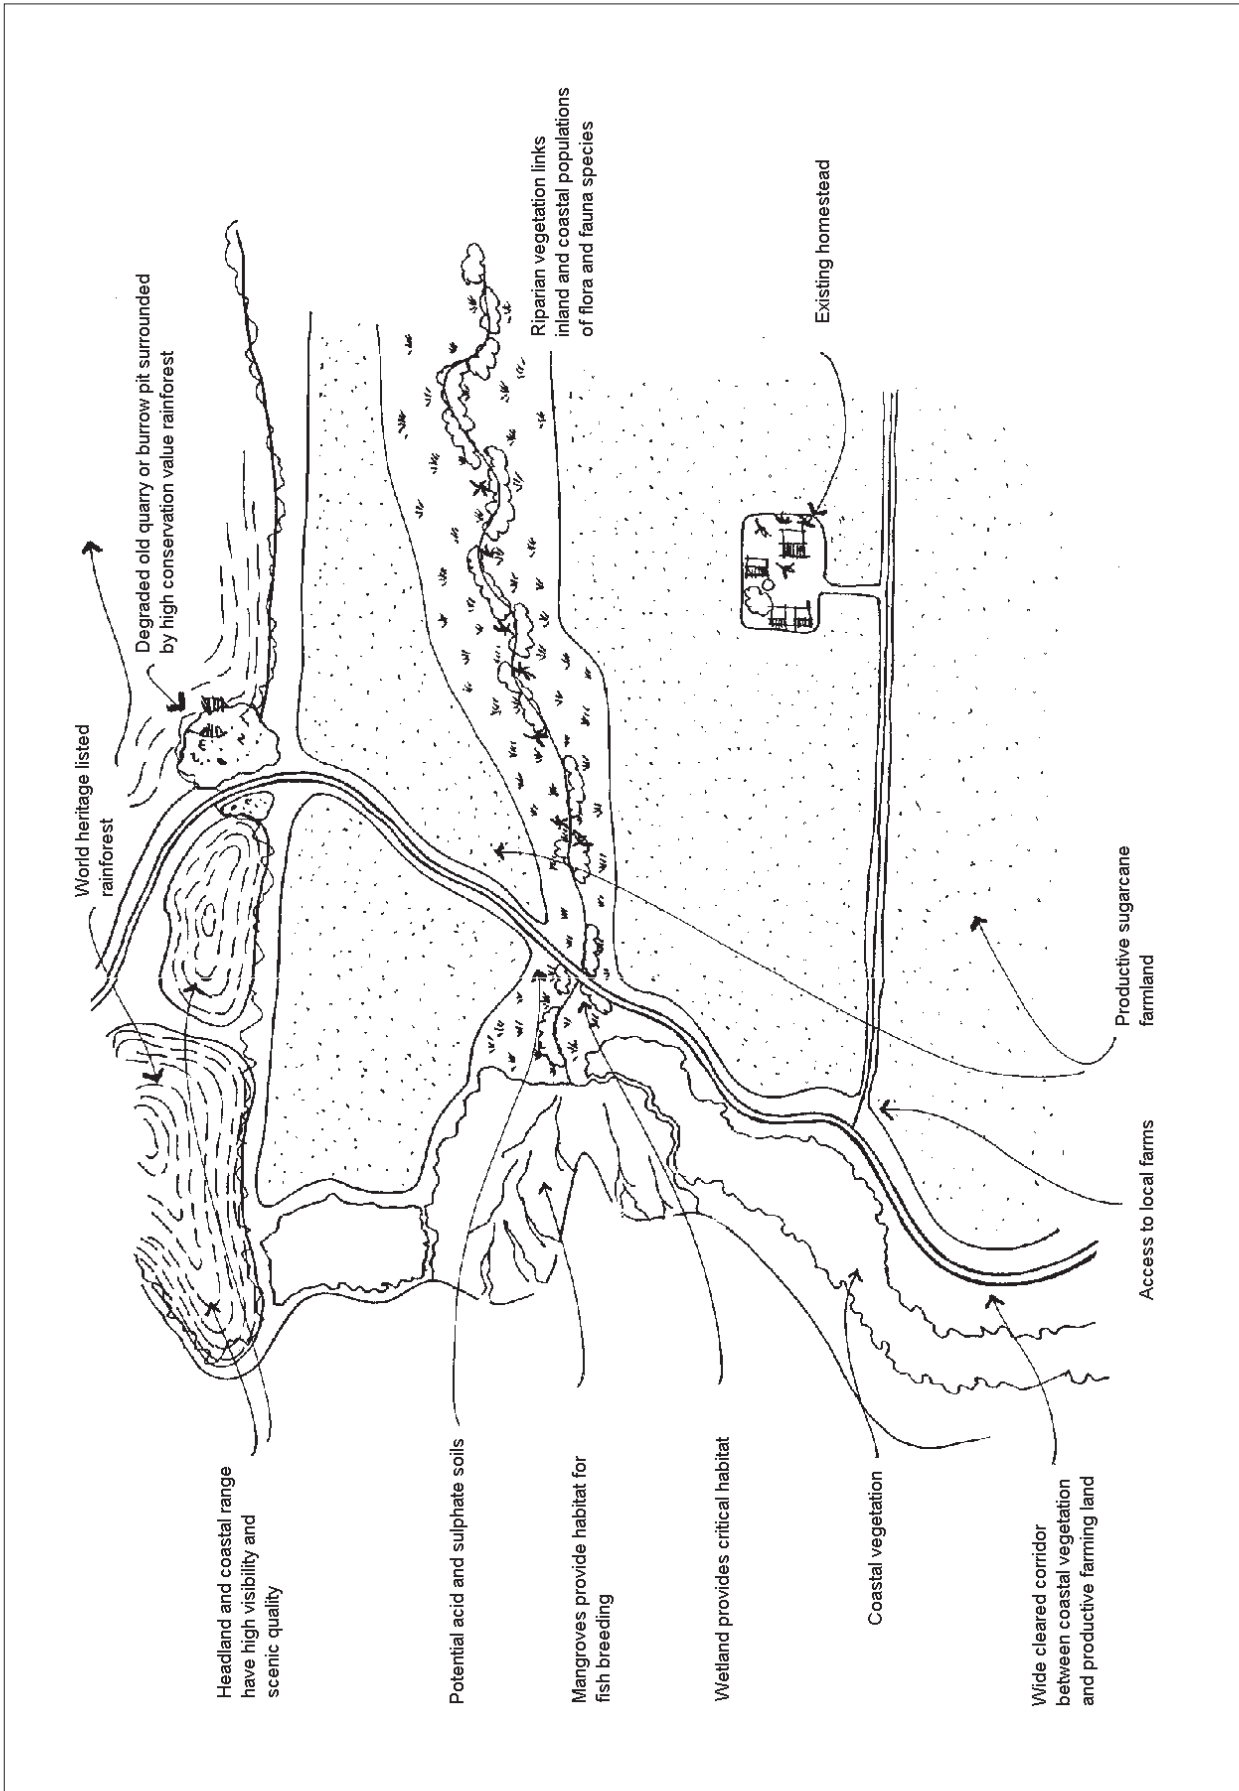 World heritage listed
rainforest
Degraded old quarry or burrow pit surrounded
by high conservation value rainforest
Headland and coastal range
have high visibility and
scenic quality
Potential acid and sulphate soils
Riparian vegetation links
inland and coastal populations
of flora and fauna species
Mangroves provide habitat for
fish breeding
Wetland provides critical habitat
Existing homestead
Coastal vegetation
Wide cleared corridor
between coastal vegetation
and productive farming land
Access to local farms
Productive sugarcane
farmland